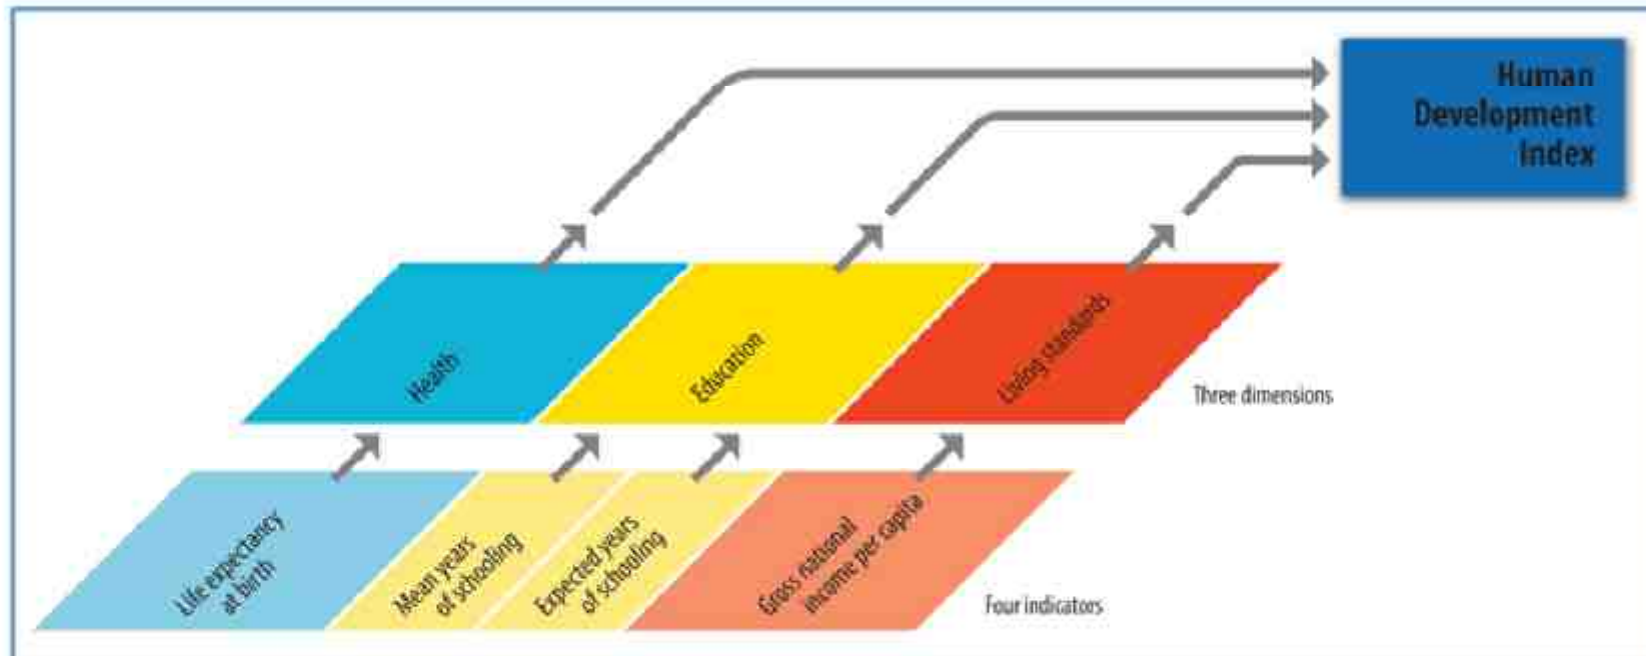 Human
Development
Index
Health
Education
Living standards
Three dimensions
Life expectancy
at birth
Mean years
of schooling
Expected years
of schooling
Gross national
income per capita
Four indicators